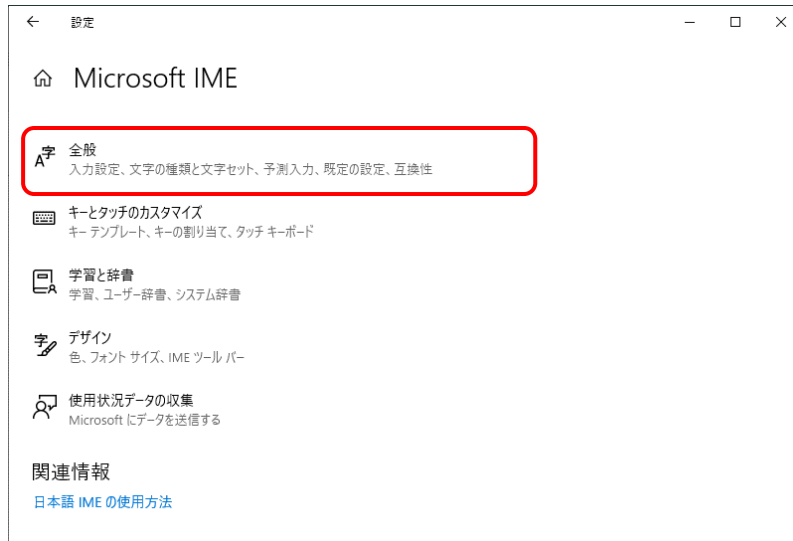 設定
Microsoft IME
全般
入力設定、文字の種類と文字セット、予測入力、既定の設定、互換性
キーとタッチのカスタマイズ
キー テンプレート、キーの割り当て、タッチ キーボード
学習と辞書
学習、ユーザー辞書、システム辞書
デザイン
色、フォント サイズ、IME ツール バー
使用状況データの収集
Microsoft にデータを送信する
関連情報
日本語 IME の使用方法